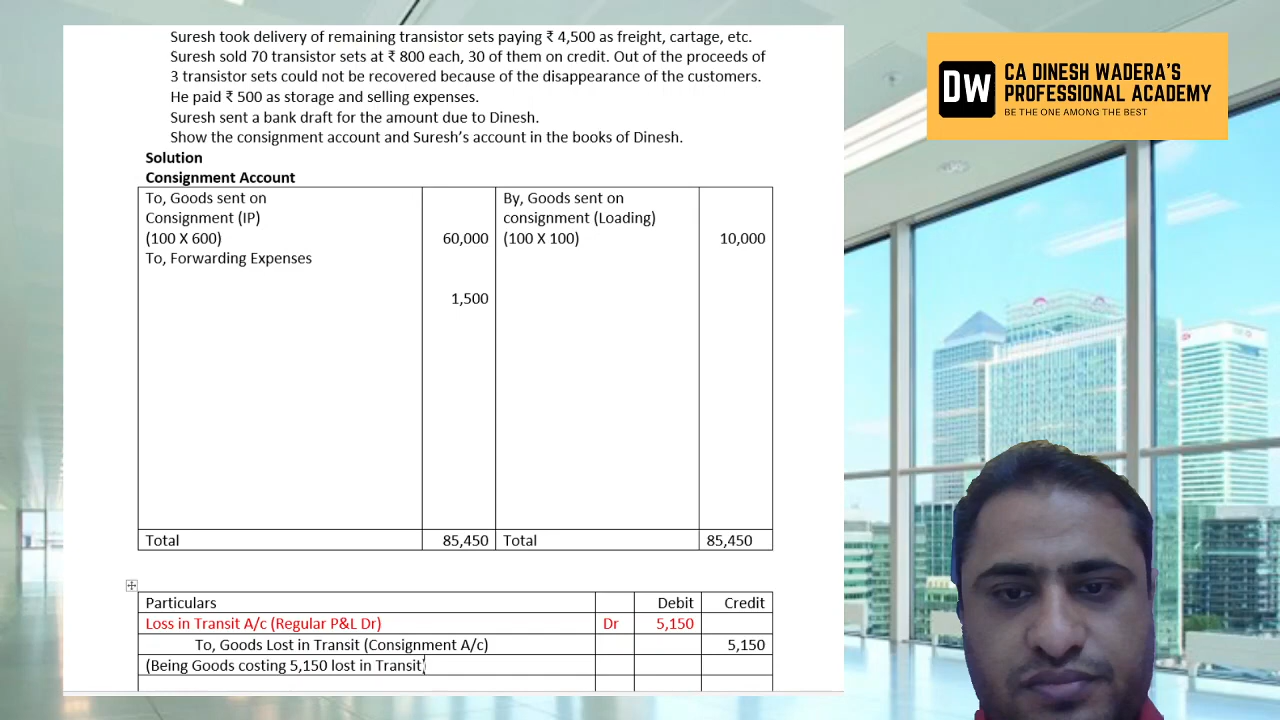 Suresh took delivery of remaining transistor sets paying ₹ 4,500 as freight, cartage, etc.
Suresh sold 70 transistor sets at ₹ 800 each, 30 of them on credit. Out of the proceeds of
3 transistor sets could not be recovered because of the disappearance of the customers.
He paid ₹ 500 as storage and selling expenses.
Suresh sent a bank draft for the amount due to Dinesh.
Show the consignment account and Suresh's account in the books of Dinesh.
Solution
Consignment Account
To, Goods sent on By, Goods sent on
Consignment (IP) consignment (Loading)
(100 X 600) 60,000 (100 X 100) 10,000
To, Forwarding Expenses
1,500
Total 85,450 Total 85,450
Particulars Debit Credit
Loss in Transit A/c (Regular P&L Dr) Dr 5,150
To, Goods Lost in Transit (Consignment A/c) 5,150
(Being Goods costing 5,150 lost in Transit
DW
CA DINESH WADERA'S
PROFESSIONAL ACADEMY
BE THE ONE AMONG THE BEST